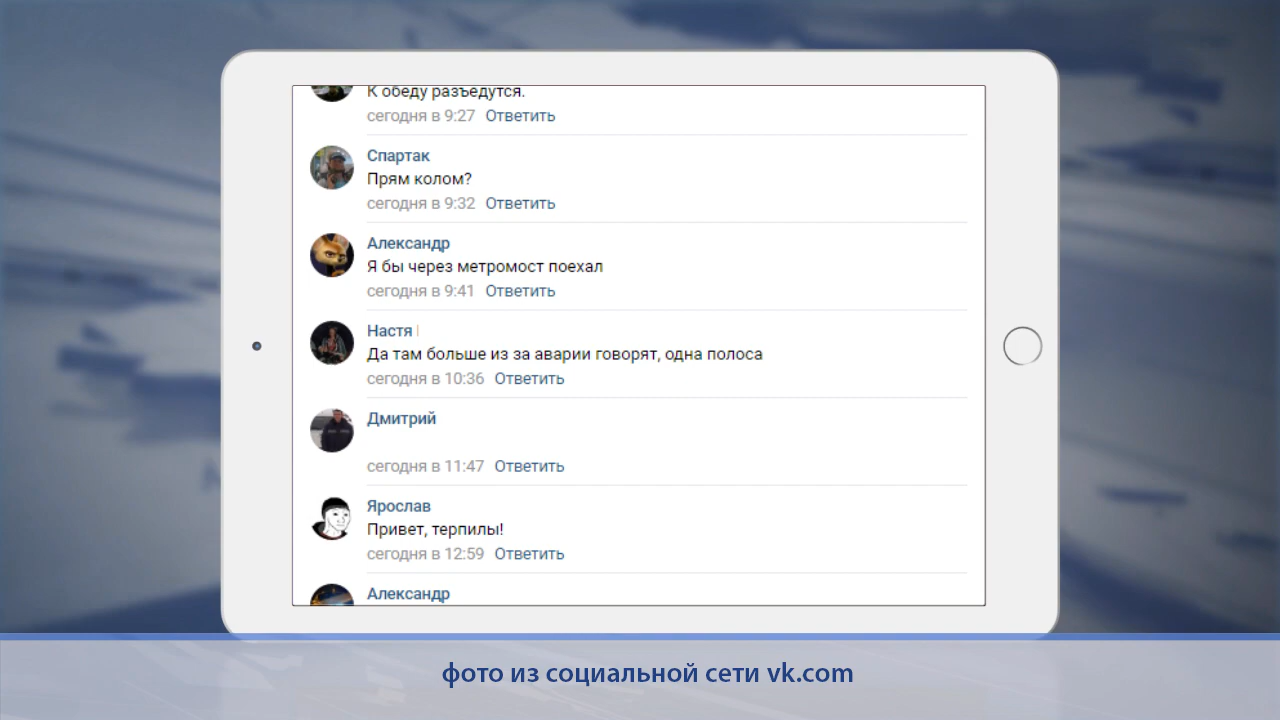 К обеду разъедутся.
сегодня в 9:27 Ответить
Спартак
Прям колом?
сегодня в 9:32 Ответить
Александр
Я бы через метромост поехал
сегодня в 9:41 Ответить
Настя
Да там больше из за аварии говорят, одна полоса
сегодня в 10:36 Ответить
Дмитрий
сегодня в 11:47 Ответить
Ярослав
Привет, терпилы!
сегодня в 12:59 Ответить
Александр
фото из социальной сети vk.com